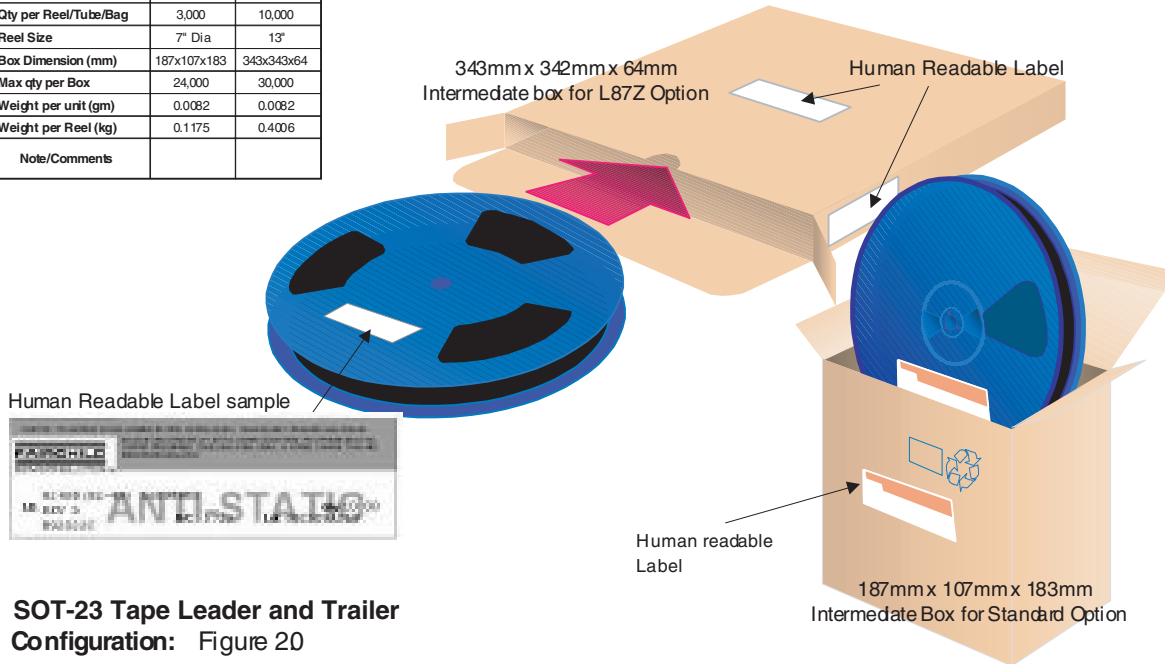 Qty per Reel/Tube/Bag 3,000 10,000
Reel Size 7" Dia 13"
Box Dimension (mm) 187x107x183 343x343x64
Max qty per Box 24,000 30,000
Weight per unit (gm) 0.0082 0.0082
Weight per Reel (kg) 0.1175 0.4006
Note/Comments
343mm x 342mm x 64mm
Intermediate box for L87Z Option
Human Readable Label
Human Readable Label sample
FAIRCHILD
ANTI-STATIC
Human readable
Label
187mm x 107mm x 183mm
Intermediate Box for Standard Option
SOT-23 Tape Leader and Trailer
Configuration: Figure 2.0